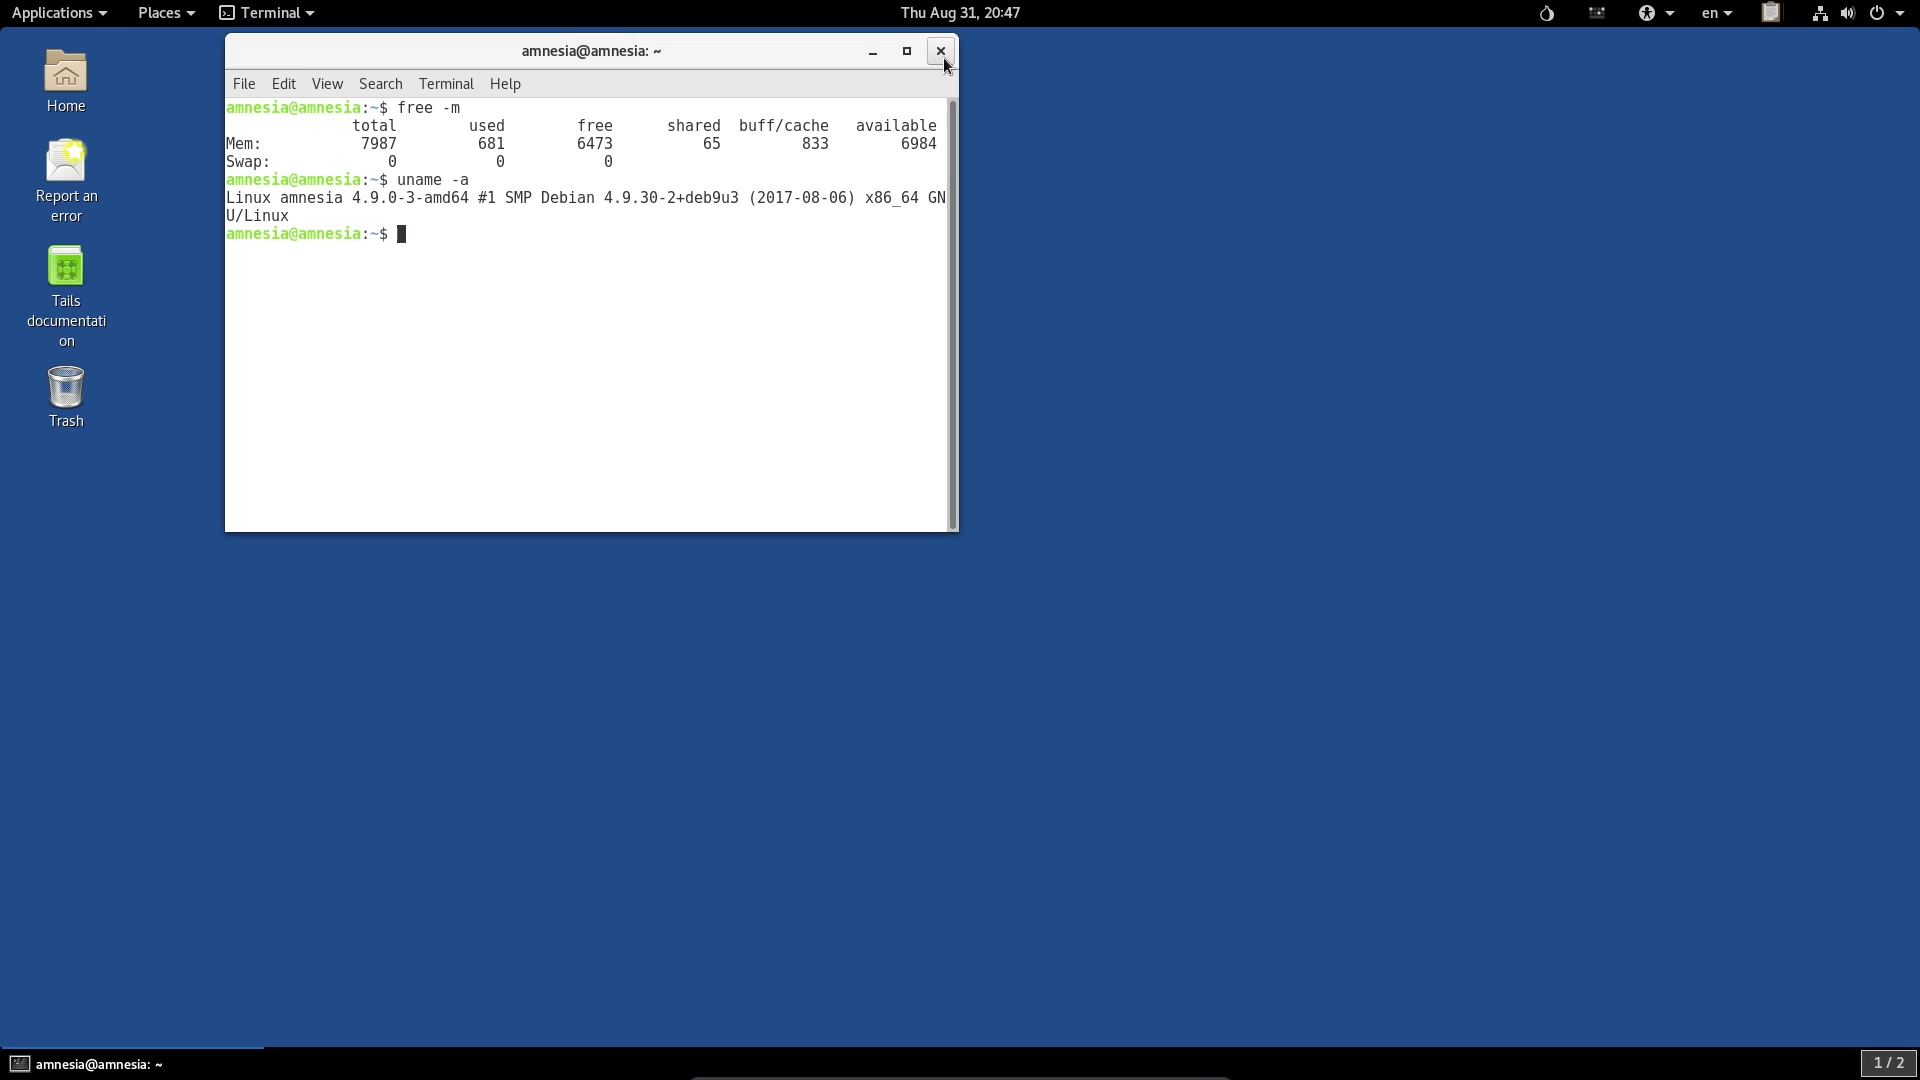 Applications Places Terminal Thu Aug 31, 20:47 en
Home
Report an
error
Tails
documentati
on
Trash
amnesia@amnesia: ~
File Edit View Search Terminal Help
amnesia@amnesia:~$ free -m
total used free shared buff/cache available
Mem: 7987 681 6473 65 833 6984
Swap: 0 0 0
amnesia@amnesia:~$ uname -a
Linux amnesia 4.9.0-3-amd64 #1 SMP Debian 4.9.30-2+deb9u3 (2017-08-06) x86_64 GN
U/Linux
amnesia@amnesia:~$
amnesia@amnesia: ~
1 / 2